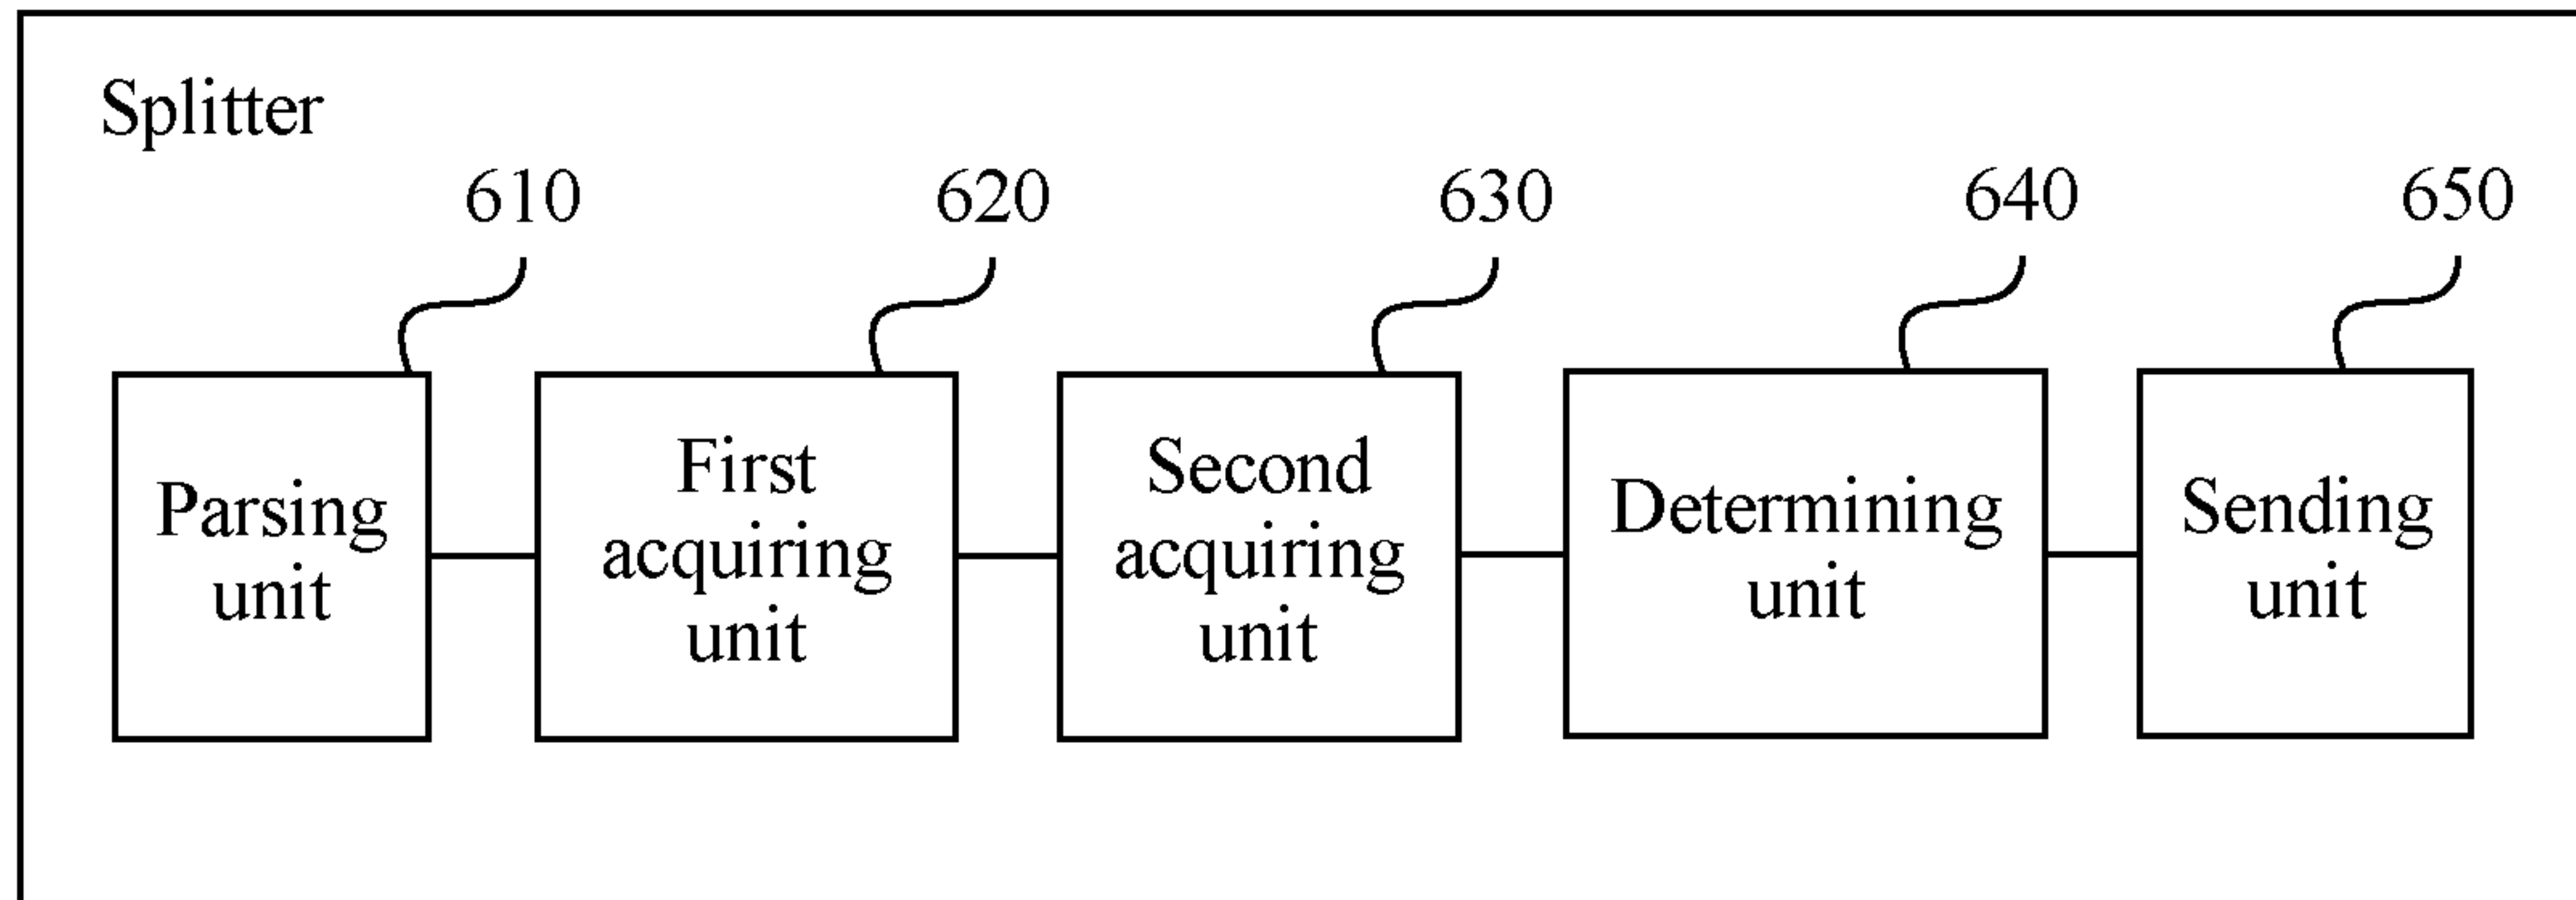 Splitter
610
620
630
640
650
Parsing
unit
First
acquiring
unit
Second
acquiring
unit
Determining
unit
Sending
unit